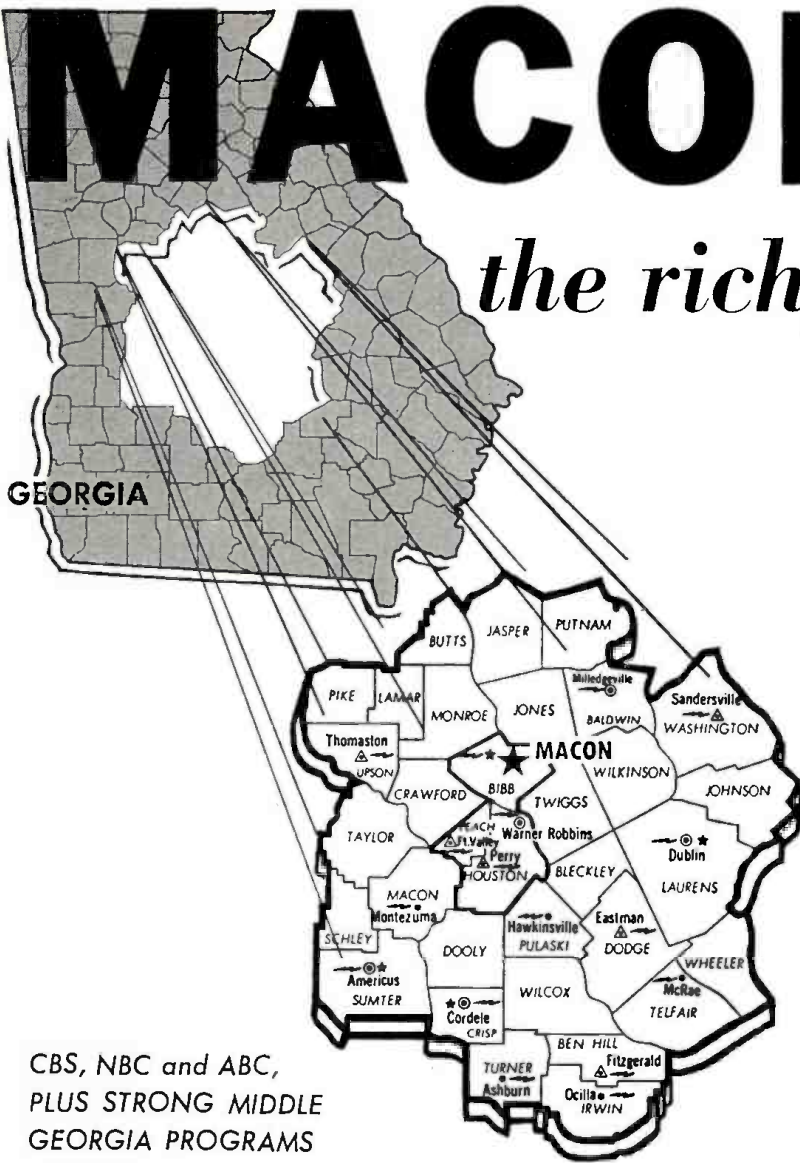 MACO
the rich
GEORGIA
BUTTS
JASPER
PUTNAM
PIKE
LAMAR
MONROE
JONES
Milledgeville
BALDWIN
Sandersville
WASHINGTON
Thomaston
UPSON
MACON
BIBB
WILKINSON
CRAWFORD
TWIGGS
JOHNSON
TAYLOR
PEACH
Ft.Valley
Warner Robbins
Perry
HOUSTON
BLECKLEY
Dublin
LAURENS
MACON
Montezuma
SCHLEY
DOOLY
Hawkinsville
PULASKI
Eastman
DODGE
WHEELER
McRae
TELFAIR
Americus
SUMTER
Cordele
CRISP
WILCOX
BEN HILL
Fitzgerald
TURNER
Ashburn
Ocilla
IRWIN
CBS, NBC and ABC,
PLUS STRONG MIDDLE
GEORGIA PROGRAMS